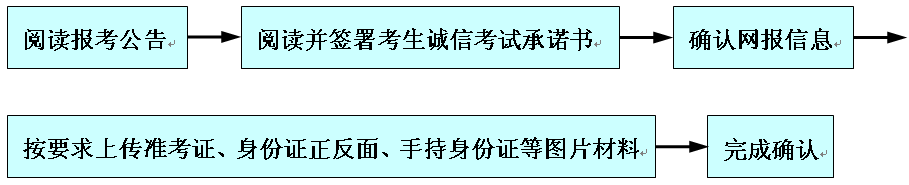 阅读报考公告
阅读并签署考生诚信考试承诺书
确认网报信息
按要求上传准考证、身份证正反面、手持身份证等图片材料
完成确认